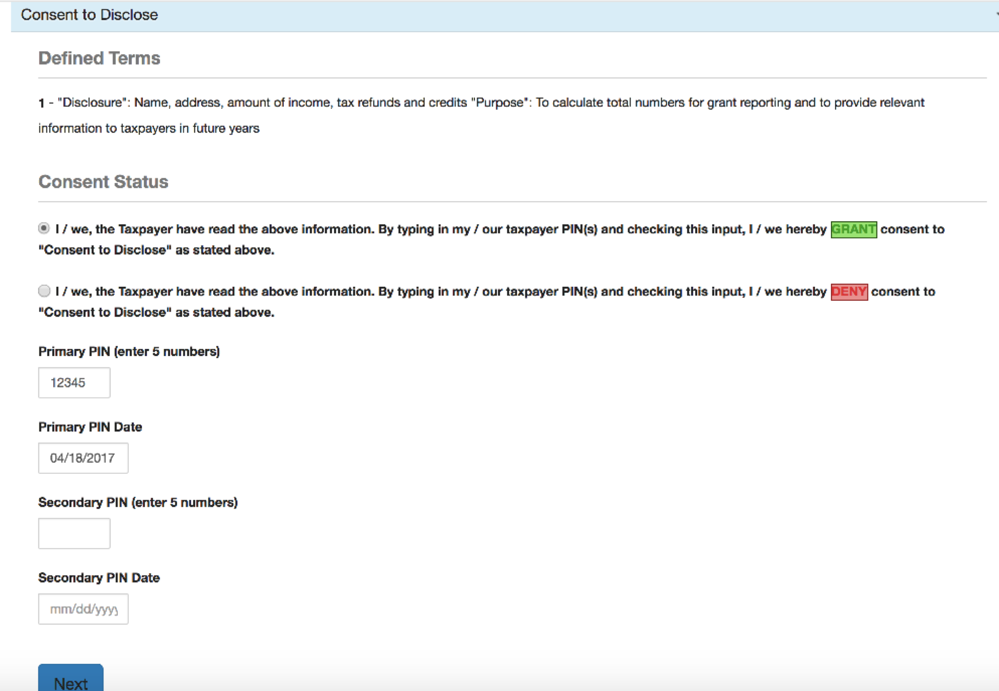 Consent to Disclose
Defined Terms
1 - "Disclosure": Name, address, amount of income, tax refunds and credits "Purpose": To calculate total numbers for grant reporting and to provide relevant
information to taxpayers in future years
Consent Status
I / we, the Taxpayer have read the above information. By typing in my / our taxpayer PIN(s) and checking this input, I / we hereby GRANT consent to
"Consent to Disclose" as stated above.
I / we, the Taxpayer have read the above information. By typing in my / our taxpayer PIN(s) and checking this input, I / we hereby DENY consent to
"Consent to Disclose" as stated above.
Primary PIN (enter 5 numbers)
12345
Primary PIN Date
04/18/2017
Secondary PIN (enter 5 numbers)
Secondary PIN Date
mm/dd/yyyy
Next